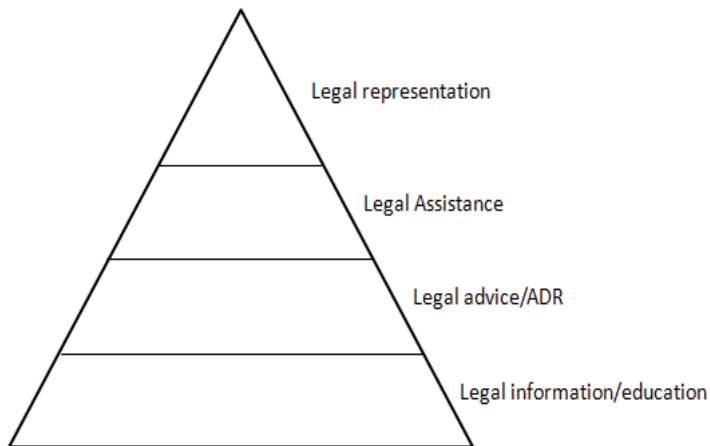 Legal representation
Legal Assistance
Legal advice/ADR
Legal information/education